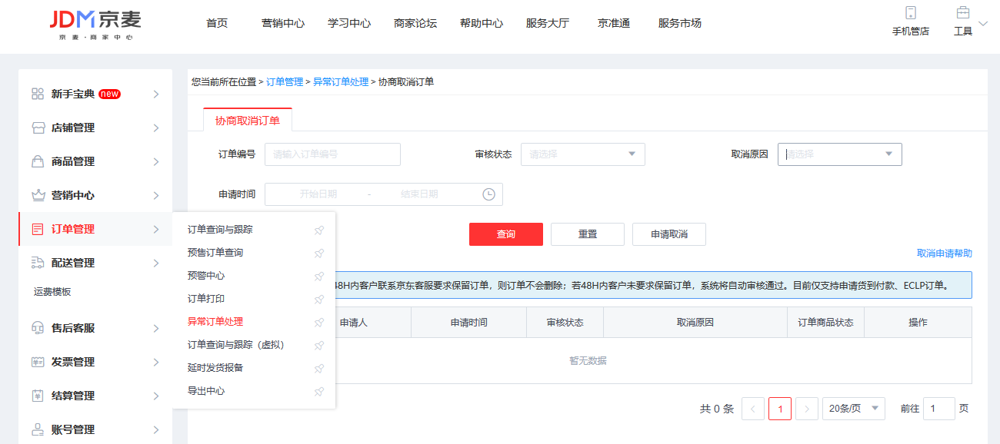 JDM京麦
京 麦 · 商 家 中 心
首页 营销中心 学习中心 商家论坛 帮助中心 服务大厅 京准通 服务市场
手机管店 工具
新手宝典 new
店铺管理
商品管理
营销中心
订单管理
配送管理
运费模板
售后客服
发票管理
结算管理
账号管理
订单查询与跟踪
预售订单查询
预警中心
订单打印
异常订单处理
订单查询与跟踪（虚拟）
延时发货报备
导出中心
您当前所在位置 > 订单管理 > 异常订单处理 > 协商取消订单
协商取消订单
订单编号 请输入订单编号 审核状态 请选择 取消原因 请选择
申请时间 开始日期 - 结束日期
查询 重置 申请取消
取消申请帮助
48H内客户联系京东客服要求保留订单，则订单不会删除；若48H内客户未要求保留订单，系统将自动审核通过。目前仅支持申请货到付款、ECLP订单。
申请人 申请时间 审核状态 取消原因 订单商品状态 操作
暂无数据
共 0 条 < 1 > 20条/页 前往 1 页